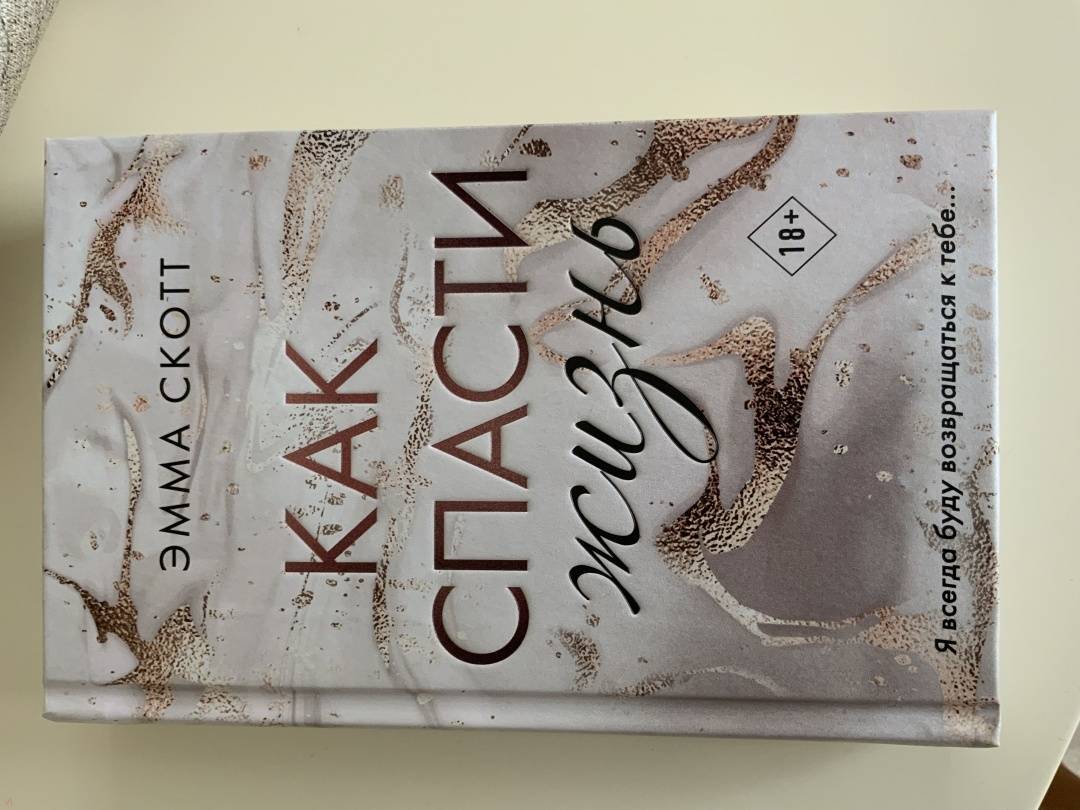 ЭММА СКОТТ
КАК
СПАСТИ
жизнь
18+
Я всегда буду возвращаться к тебе...